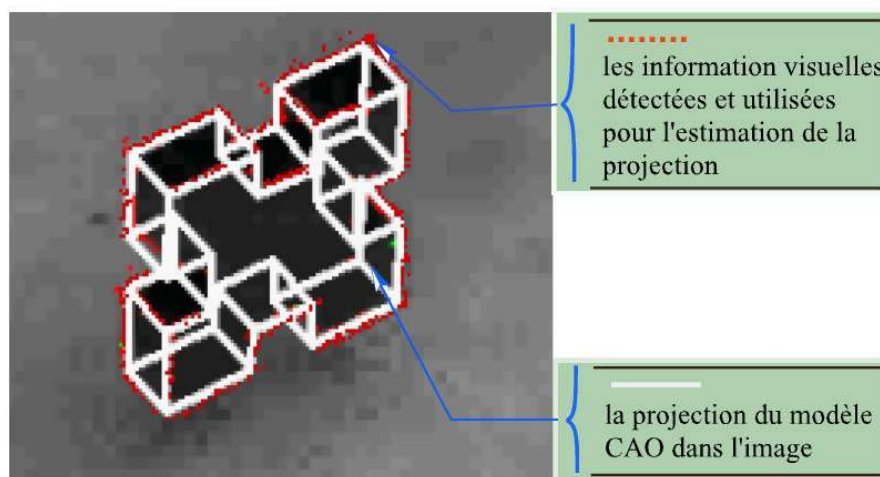 les information visuelles
détectées et utilisées
pour l'estimation de la
projection
la projection du modèle
CAO dans l'image